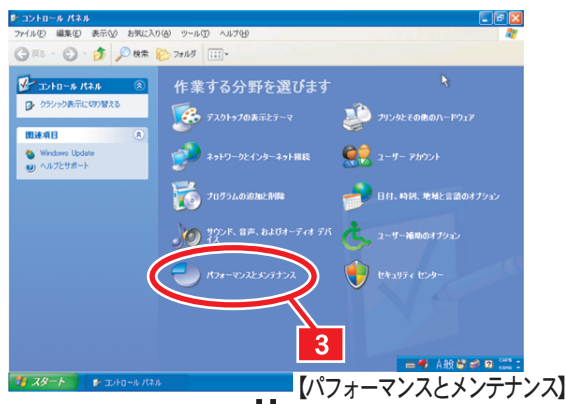 コントロール パネル
ファイル(F) 編集(E) 表示(V) お気に入り(A) ツール(T) ヘルプ(H)
戻る 検索 フォルダ
コントロール パネル
クラシック表示に切り替える
関連項目
Windows Update
ヘルプとサポート
作業する分野を選びます
デスクトップの表示とテーマ
プリンタとその他のハードウェア
ネットワークとインターネット接続
ユーザー アカウント
プログラムの追加と削除
日付、時刻、地域と言語のオプション
サウンド、音声、およびオーディオ デバ
イス
ユーザー補助のオプション
パフォーマンスとメンテナンス
セキュリティ センター
3
A 般
CAPS
KANA
スタート
コントロール パネル
【パフォーマンスとメンテナンス】